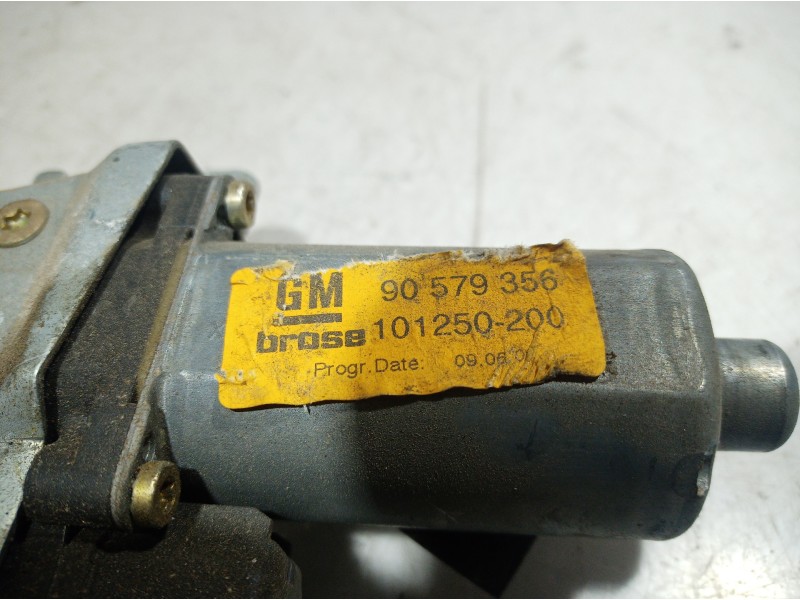 GM 90 579 356
brose 101250-200
Progr.Date: 09.06